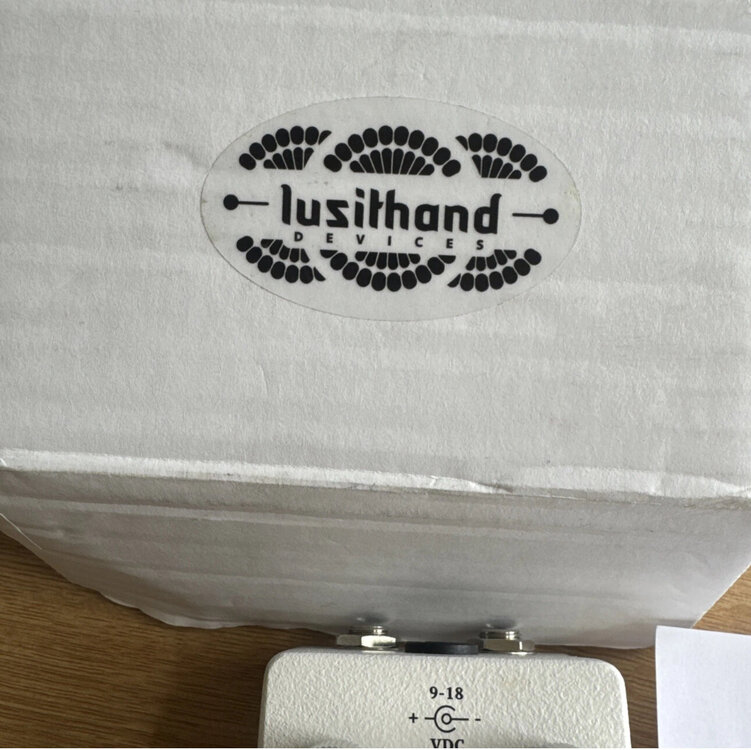 lusithand
DEVICES
9-18
+ -
VDC